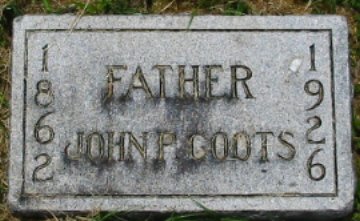 1862
FATHER
JOHN P. COOTS
1926